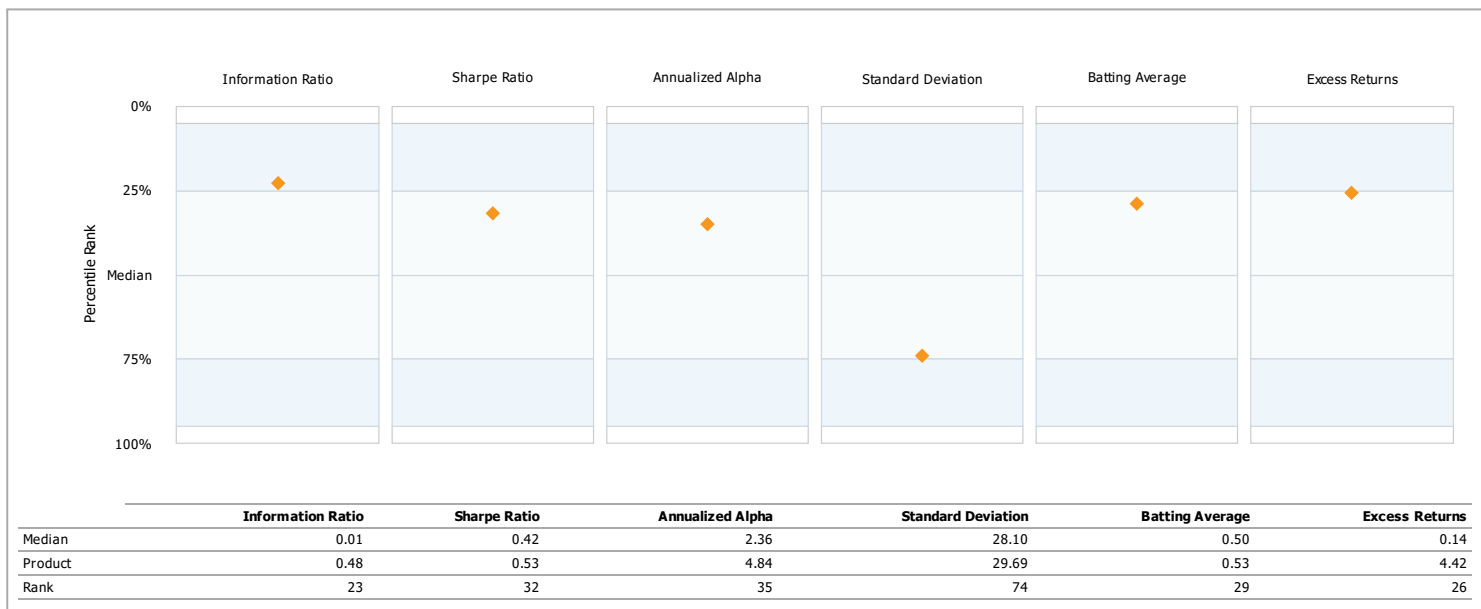 Information Ratio Sharpe Ratio Annualized Alpha Standard Deviation Batting Average Excess Returns
0%
25%
Median
75%
100%
Percentile Rank
Information Ratio Sharpe Ratio Annualized Alpha Standard Deviation Batting Average Excess Returns
Median 0.01 0.42 2.36 28.10 0.50 0.14
Product 0.48 0.53 4.84 29.69 0.53 4.42
Rank 23 32 35 74 29 26